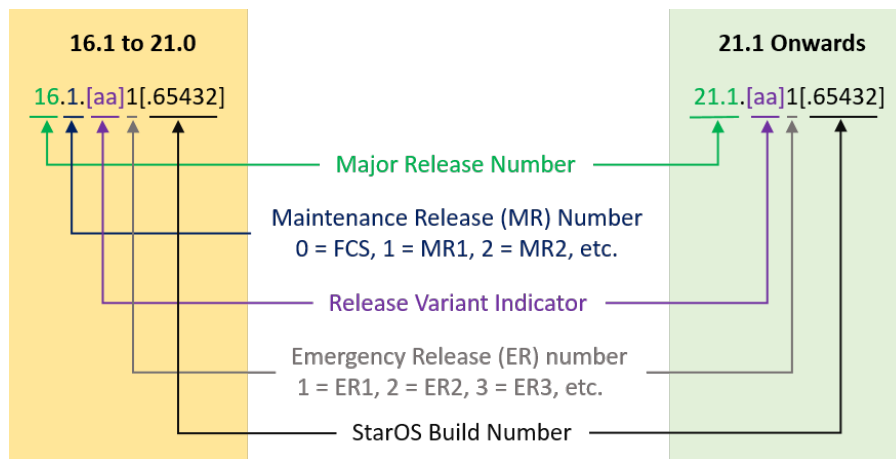 16.1 to 21.0
21.1 Onwards
16.1.[aa]1[.65432]
21.1.[aa]1[.65432]
Major Release Number
Maintenance Release (MR) Number
0 = FCS, 1 = MR1, 2 = MR2, etc.
Release Variant Indicator
Emergency Release (ER) number
1 = ER1, 2 = ER2, 3 = ER3, etc.
StarOS Build Number